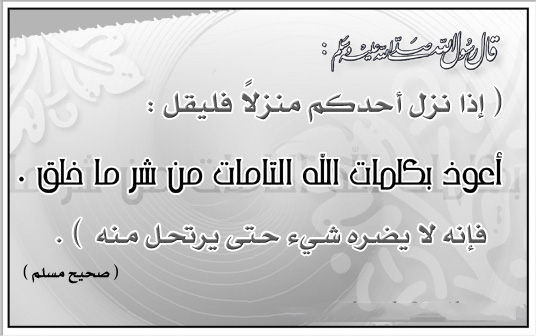 قال رسول الله صلى الله عليه وسلم :
( إذا نزل أحدكم منزلاً فليقل :
أعوذ بكلمات الله التامات من شر ما خلق .
فإنه لا يضره شيء حتى يرتحل منه ) .
( صحيح مسلم )